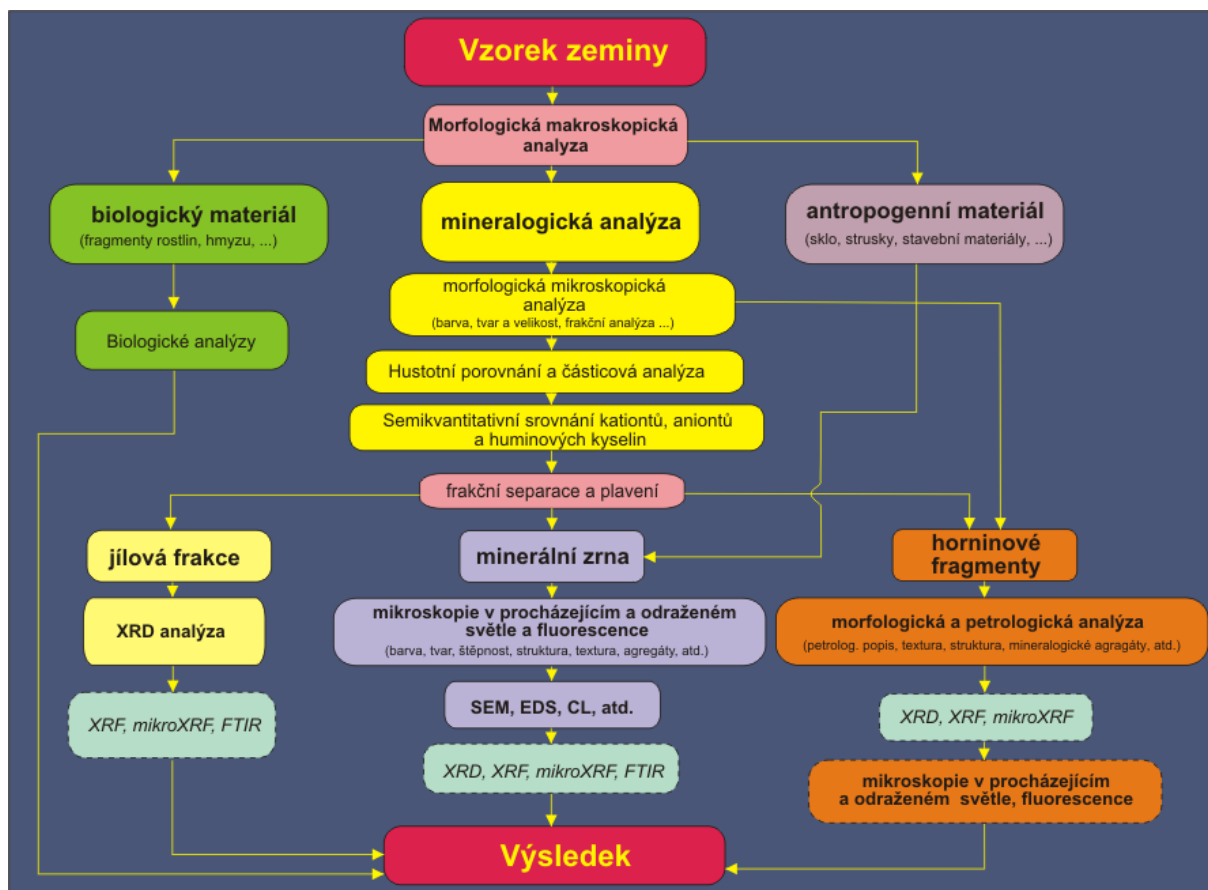 Vzorek zeminy
Morfologická makroskopická
analyza
biologický materiál
(fragmenty rostlin, hmyzu, ...)
mineralogická analýza
antropogenní materiál
(sklo, strusky, stavební materiály, ...)
morfologická mikroskopická
analýza
(barva, tvar a velikost, frakční analýza ...)
Biologické analýzy
Hustotní porovnání a částicová analýza
Semikvantitativní srovnání kationtů, aniontů
a huminových kyselin
frakční separace a plavení
jílová frakce
minerální zrna
horninové
fragmenty
XRD analýza
mikroskopie v procházejícím a odraženém
světle a fluorescence
(barva, tvar, štěpnost, struktura, textura, agregáty, atd.)
morfologická a petrologická analýza
(petrolog. popis, textura, struktura, mineralogické agragáty, atd.)
XRF, mikroXRF, FTIR
SEM, EDS, CL, atd.
XRD, XRF, mikroXRF
XRD, XRF, mikroXRF, FTIR
mikroskopie v procházejícím
a odraženém světle, fluorescence
Výsledek